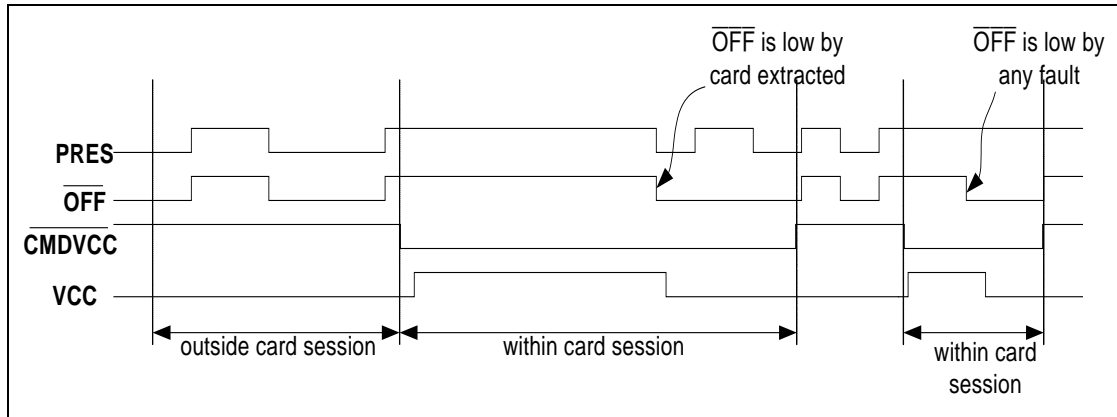 OFF is low by
card extracted
OFF is low by
any fault
PRES
OFF
CMDVCC
VCC
outside card session
within card session
within card
session